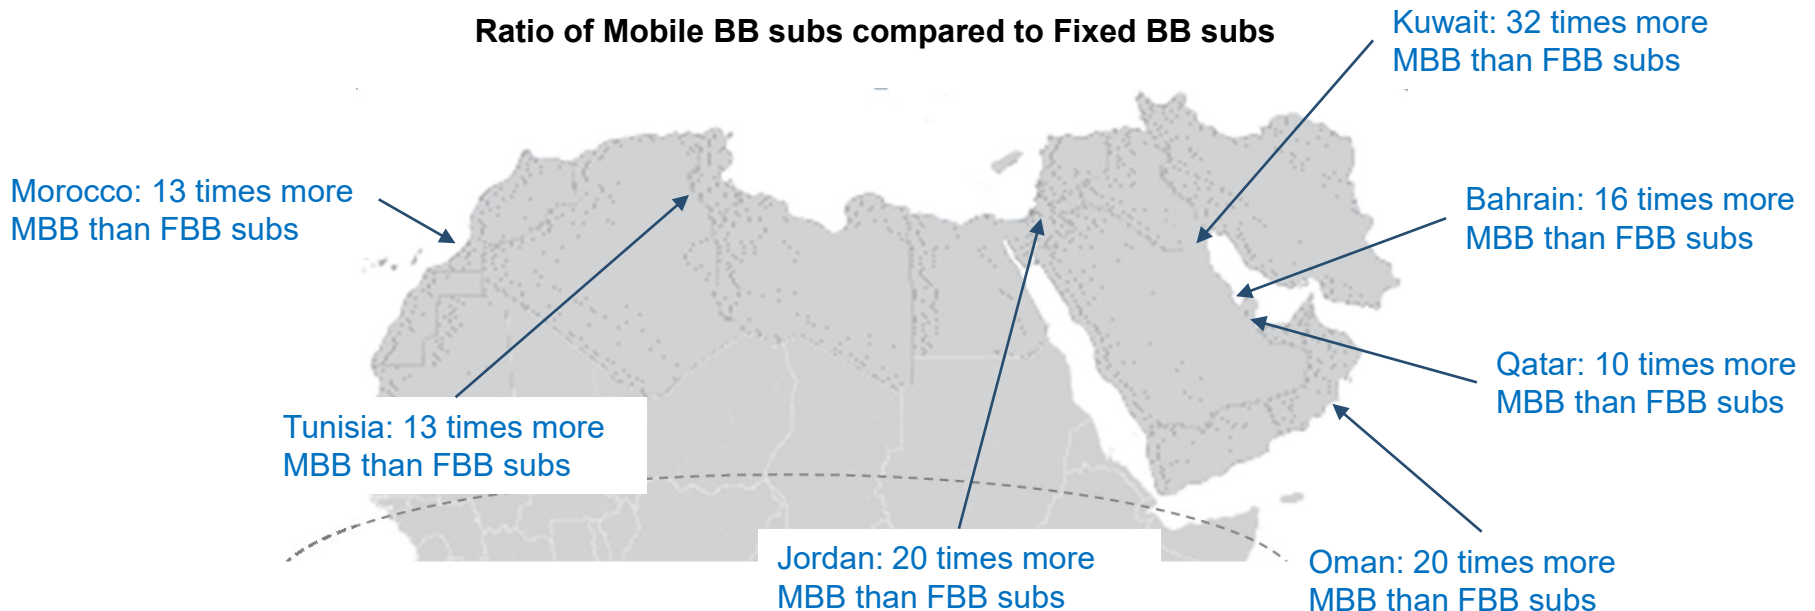 Ratio of Mobile BB subs compared to Fixed BB subs
Kuwait: 32 times more
MBB than FBB subs
Morocco: 13 times more
MBB than FBB subs
Bahrain: 16 times more
MBB than FBB subs
Qatar: 10 times more
MBB than FBB subs
Tunisia: 13 times more
MBB than FBB subs
Jordan: 20 times more
MBB than FBB subs
Oman: 20 times more
MBB than FBB subs